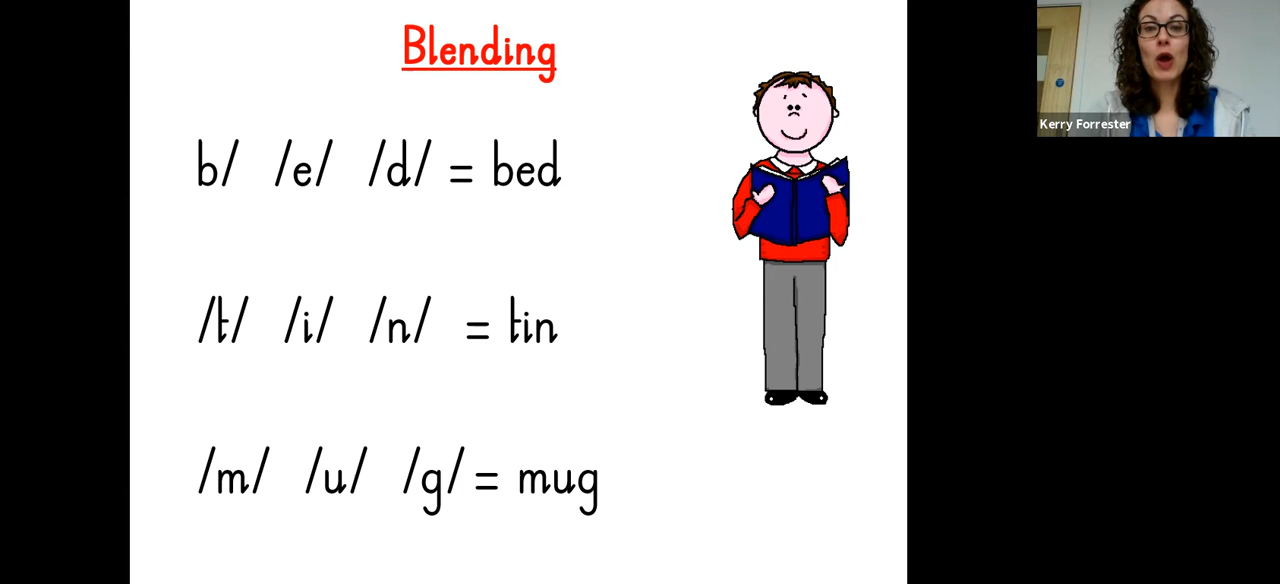 Blending
b/ /e/ /d/ = bed
/t/ /i/ /n/ = tin
/m/ /u/ /g/ = mug
Kerry Forrester